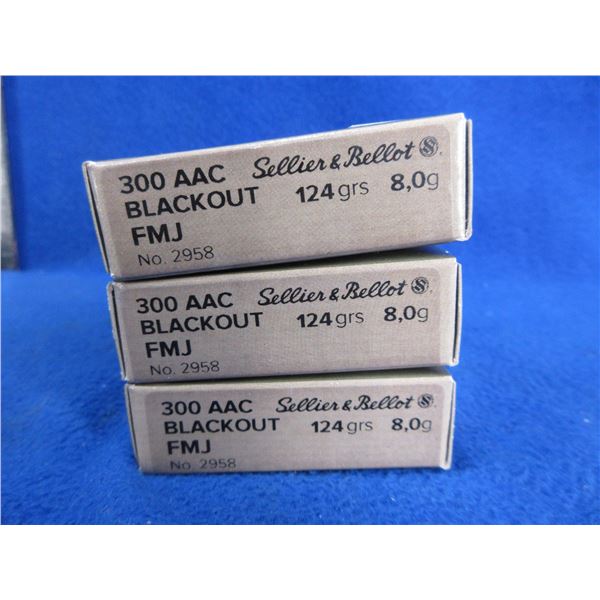 300 AAC Sellier & Bellot
BLACKOUT 124 grs 8,0g
FMJ
No. 2958
300 AAC Sellier & Bellot
BLACKOUT 124 grs 8,0g
FMJ
No. 2958
300 AAC Sellier & Bellot
BLACKOUT 124 grs 8,0g
FMJ
No. 2958